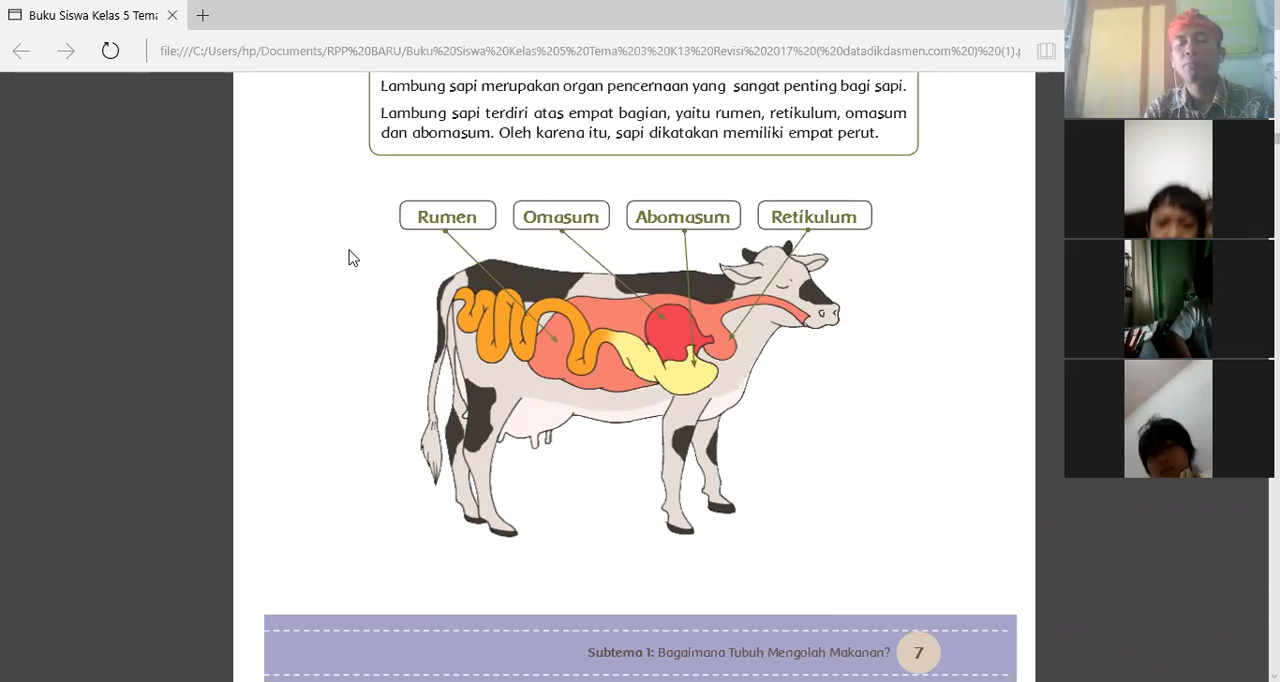 Buku Siswa Kelas 5 Tema
file:///C:/Users/hp/Documents/RPP%20BARU/Buku%20Siswa%20Kelas%205%20Tema%203%20K13%20Revisi%202017%20(%20datadikdasmen.com%20)%20(1).p
Lambung sapi merupakan organ pencernaan yang sangat penting bagi sapi.
Lambung sapi terdiri atas empat bagian, yaitu rumen, retikulum, omasum
dan abomasum. Oleh karena itu, sapi dikatakan memiliki empat perut.
Rumen Omasum Abomasum Retikulum
Subtema 1: Bagaimana Tubuh Mengolah Makanan? 7